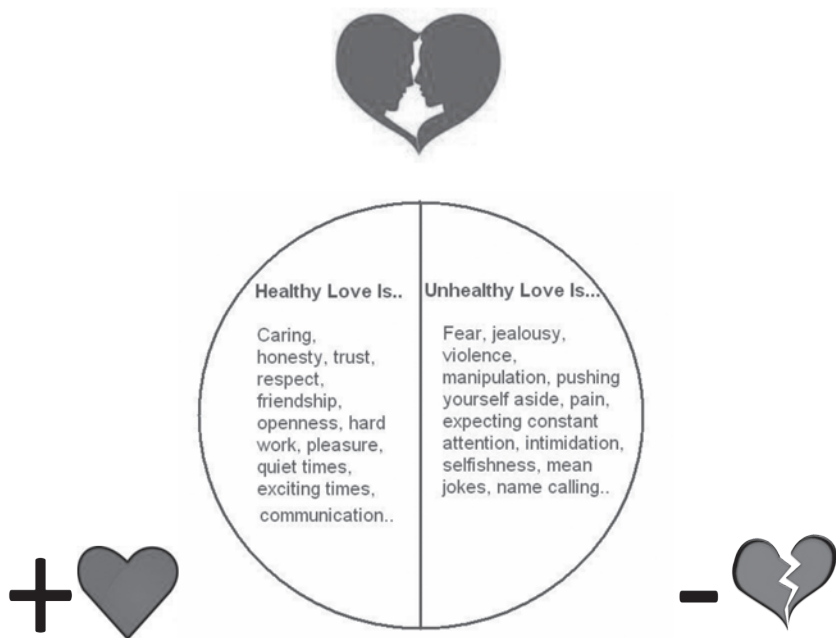 Healthy Love Is..
Caring,
honesty, trust,
respect,
friendship,
openness, hard
work, pleasure,
quiet times,
exciting times,
communication..
Unhealthy Love Is...
Fear, jealousy,
violence,
manipulation, pushing
yourself aside, pain,
expecting constant
attention, intimidation,
selfishness, mean
jokes, name calling..
+
-